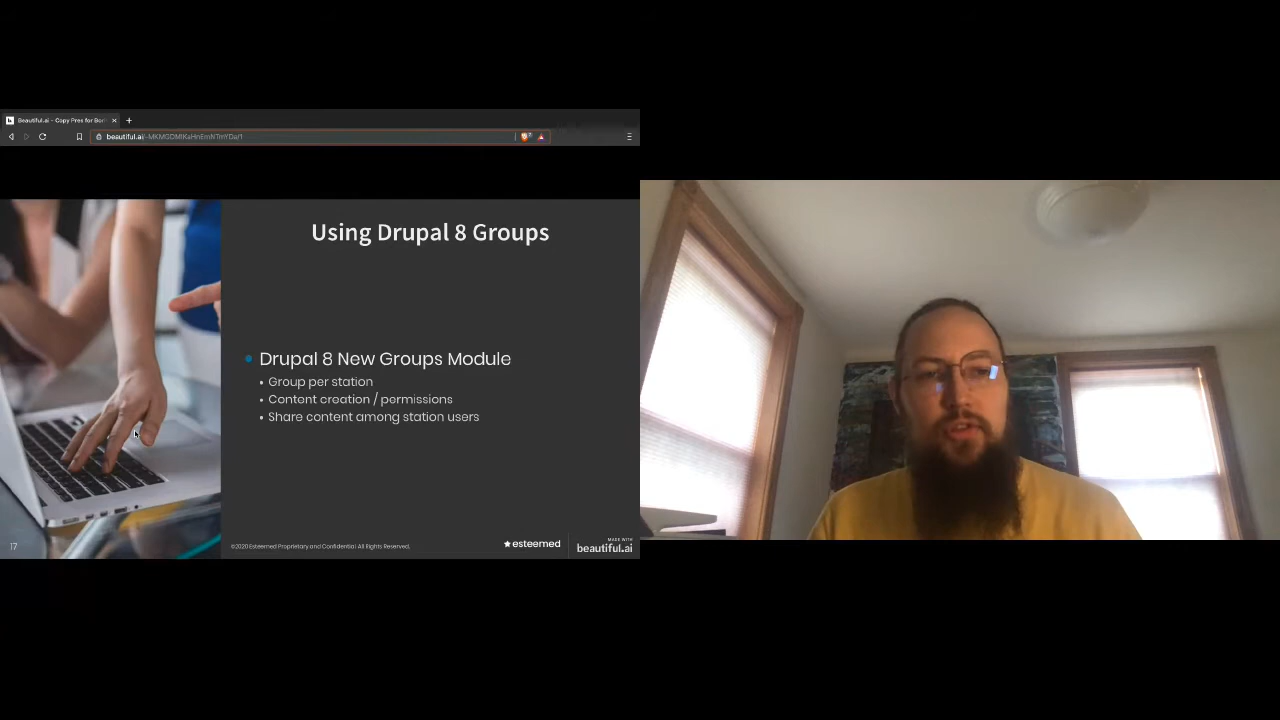 Beautiful.ai - Copy Pres for Bor
beautiful.ai
Using Drupal 8 Groups
Drupal 8 New Groups Module
Group per station
Content creation / permissions
Share content among station users
17
©2020 Esteemed Proprietary and Confidential. All Rights Reserved.
esteemed
MADE WITH
beautiful.ai